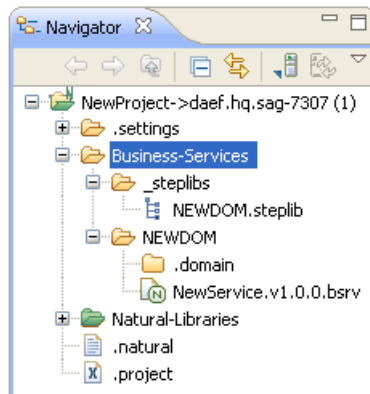 Navigator
NewProject->daef.hq.sag-7307 (1)
.settings
Business-Services
_steplibs
NEWDOM.steplib
NEWDOM
.domain
NewService.v1.0.0.bsrv
Natural-Libraries
.natural
.project